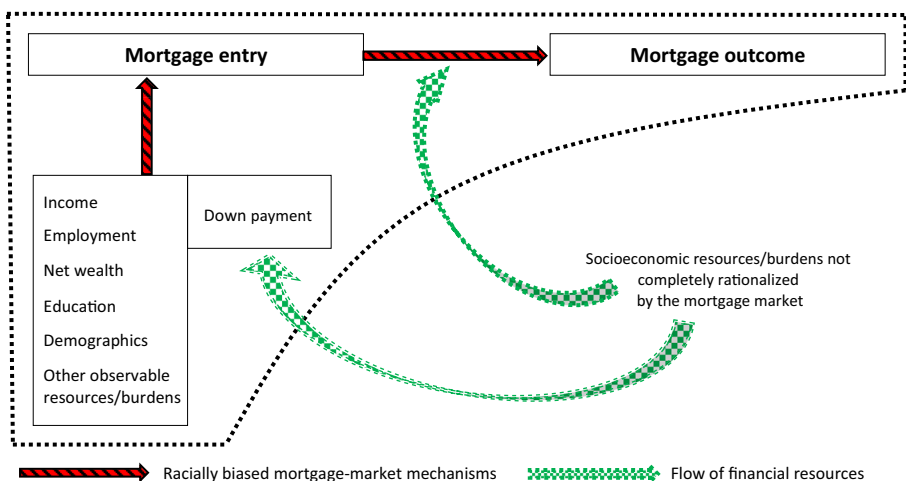 Mortgage entry
Mortgage outcome
Income
Employment
Net wealth
Education
Demographics
Other observable
resources/burdens
Down payment
Socioeconomic resources/burdens not
completely rationalized
by the mortgage market
Racially biased mortgage-market mechanisms
Flow of financial resources